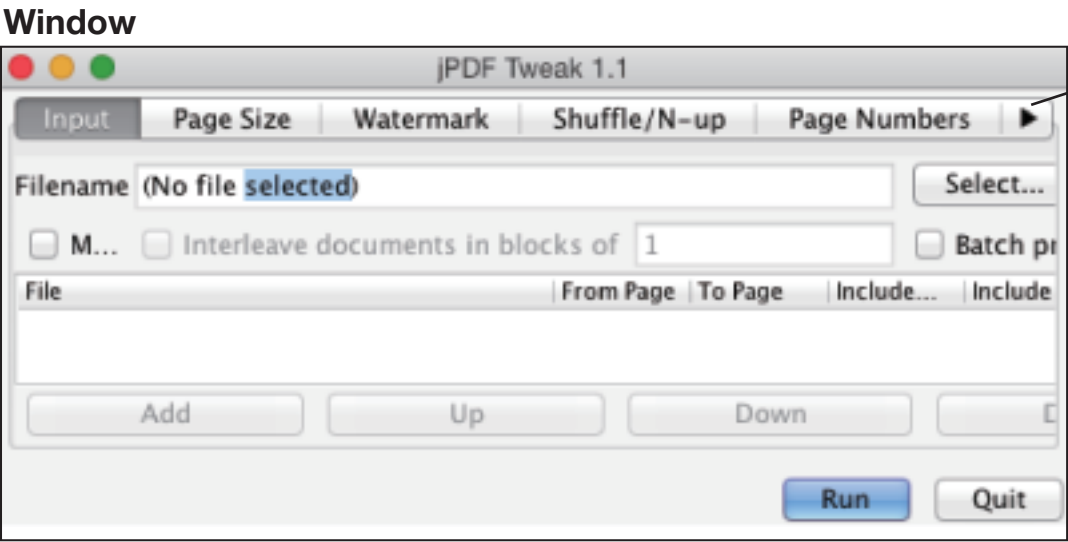 Window
jPDF Tweak 1.1
Input Page Size Watermark Shuffle/N-up Page Numbers
Filename (No file selected) Select...
M... Interleave documents in blocks of 1 Batch pr
File From Page To Page Include... Include
Add Up Down D
Run Quit